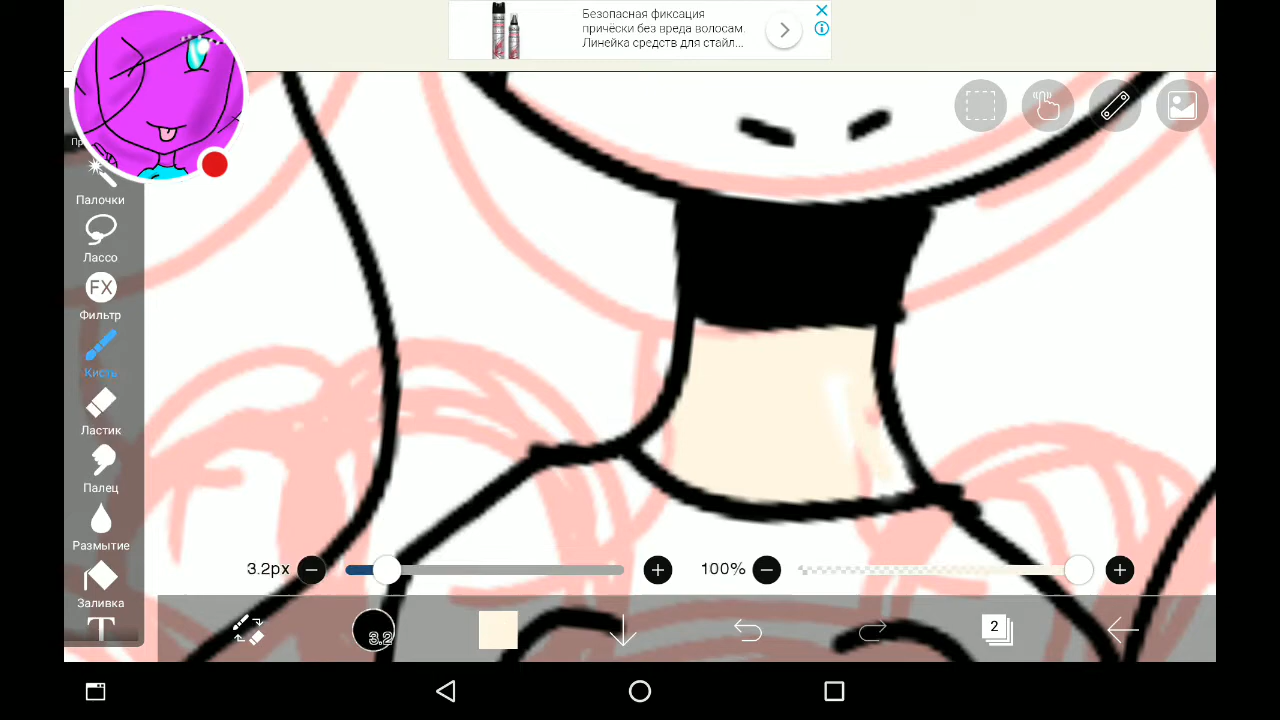 Безопасная фиксация
причёски без вреда волосам.
Линейка средств для стайл...
Палочки
Лассо
FX
Фильтр
Кисть
Ластик
Палец
Размытие
Заливка
T
3.2px
100%
3.2
2